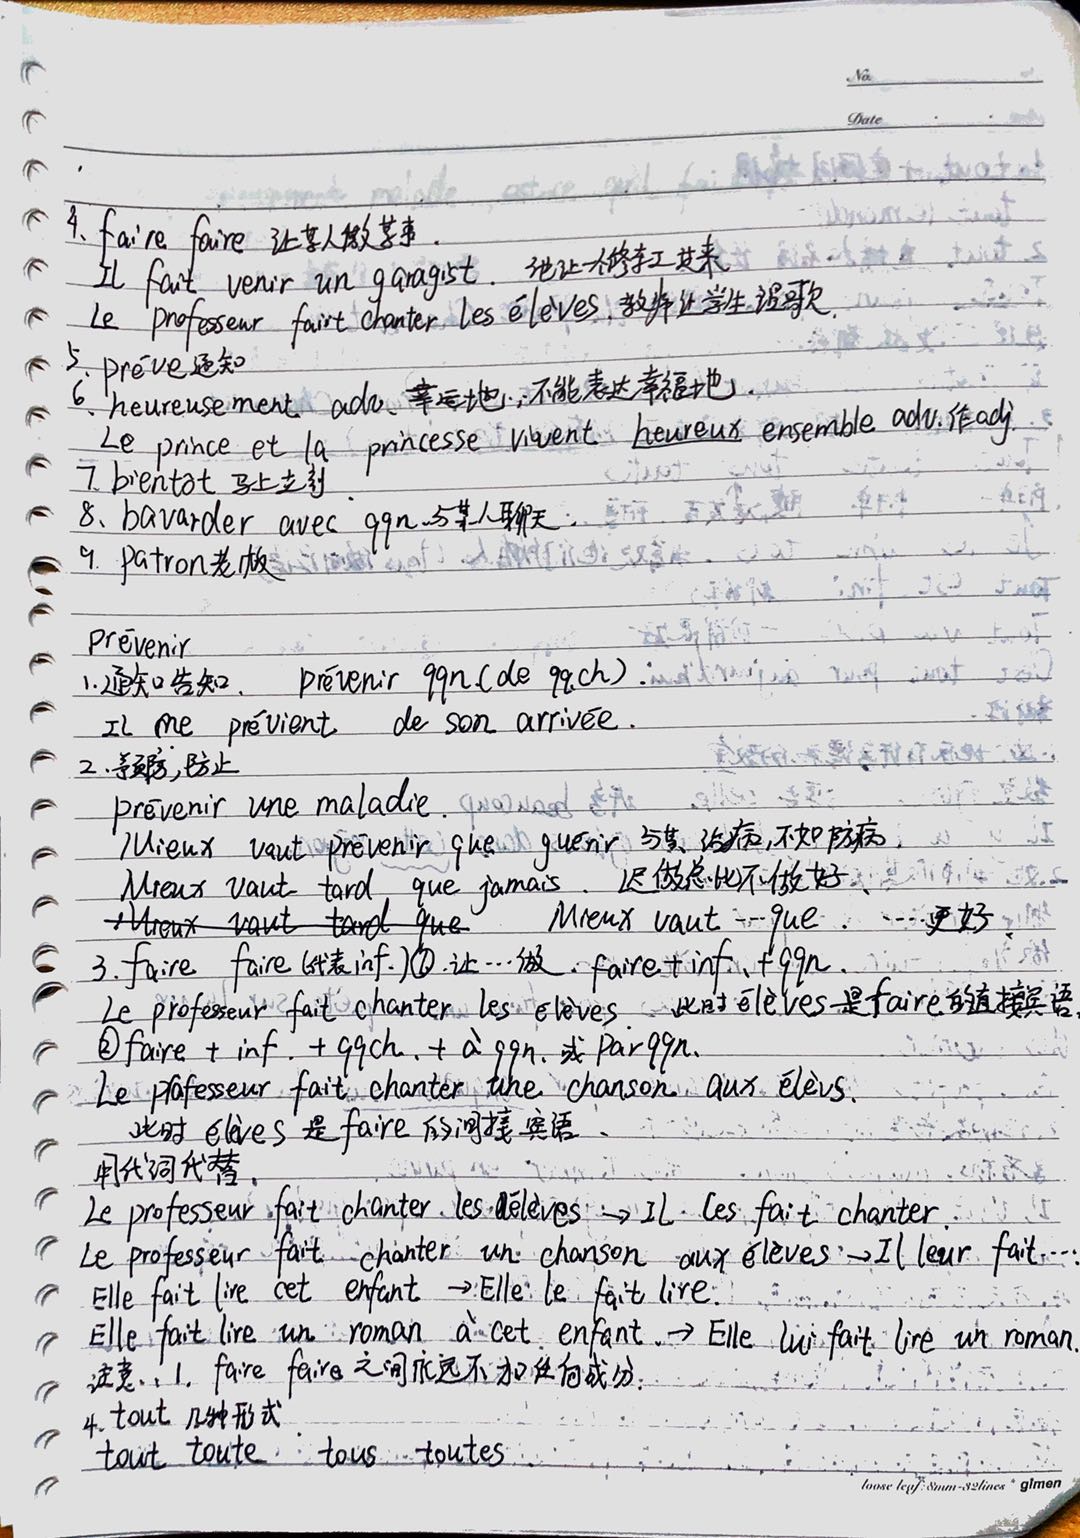 No.
Date
4. faire faire 让某人做某事.
Il fait venir un garagist. 他让一个修车工过来
Le professeur fairt chanter les élèves. 教师让学生唱歌.
5. préve 通知
6. heureusement adv. 幸运地; 不能表达幸福地.
Le prince et la princesse vivent heureux ensemble adv. 作adj.
7. bientôt 马上立刻
8. bavarder avec qqn. 与某人聊天.
9. patron 老板
Prévenir
1. 通知 告知. prévenir qqn (de qqch):
Il me prévient de son arrivée.
2. 预防, 防止
prévenir une maladie.
Mieux vaut prévenir que guérir 与其治病, 不如防病.
Mieux vaut tard que jamais. 迟做总比不做好
Mieux vaut tard que Mieux vaut … que. ……更好.
3. faire faire (代表inf.) ① 让…做. faire + inf. + qqn.
Le professeur fait chanter les élèves 此时 élèves 是 faire 的直接宾语.
② faire + inf. + qqch. + à qqn. 或 par qqn.
Le professeur fait chanter une chanson aux élèvs.
此时 élèves 是 faire 的间接宾语.
用代词代替.
Le professeur fait chanter les élèves → Il les fait chanter.
Le professeur fait chanter un chanson aux élèves → Il leur fait ….
Elle fait lire cet enfant → Elle le fait lire.
Elle fait lire un roman à cet enfant. → Elle lui fait lire un roman.
注意: 1. faire faire 之间永远不加任何成分.
4. tout 几种形式
tout toute tous toutes
loose leaf: 8mm-32lines * gimen